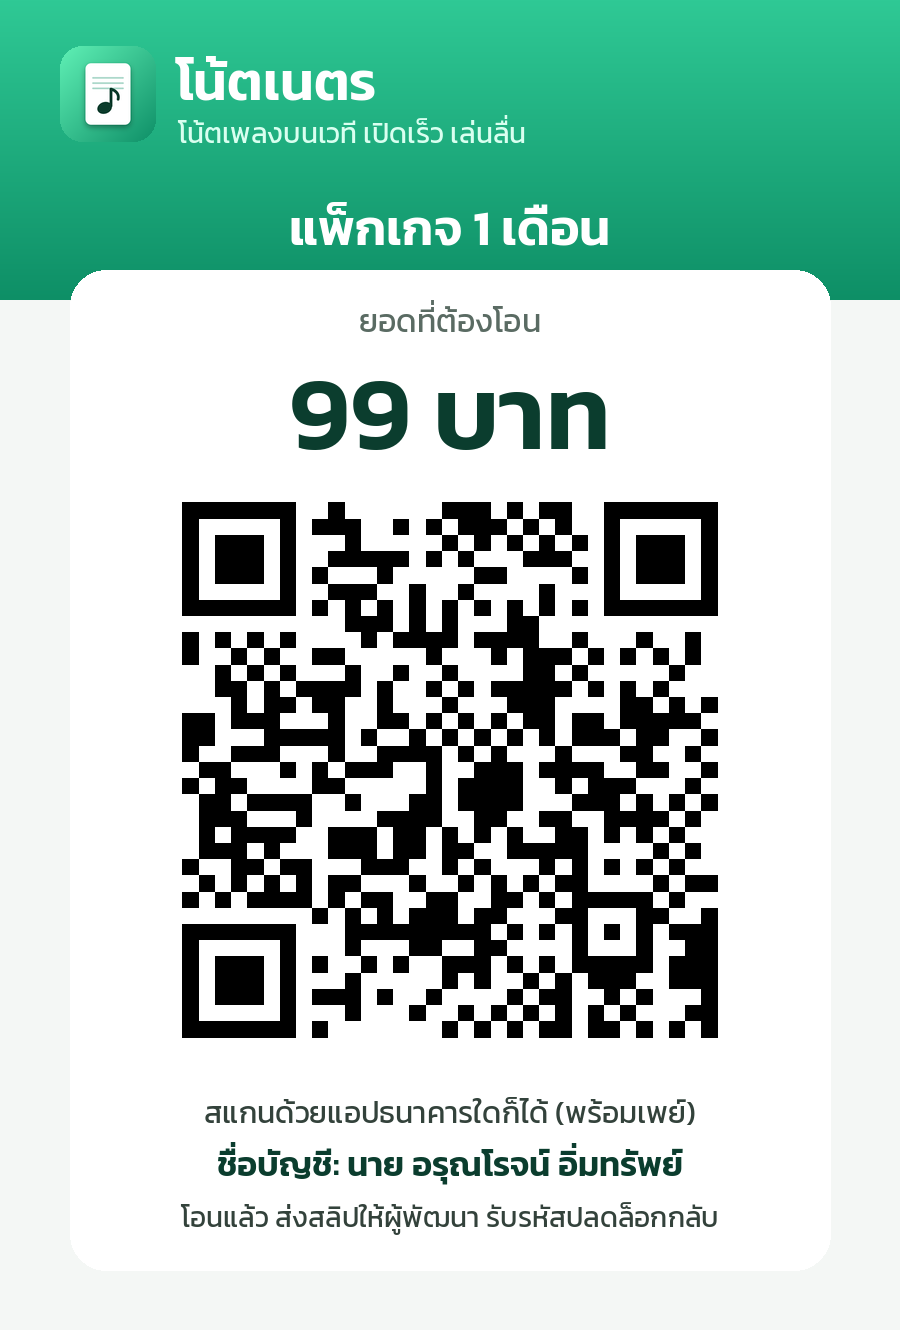 โน้ตเนตร
โน้ตเพลงบนเวที เปิดเร็ว เล่นลื่น
แพ็กเกจ 1 เดือน
ยอดที่ต้องโอน
99 บาท
สแกนด้วยแอปธนาคารใดก็ได้ (พร้อมเพย์)
ชื่อบัญชี: นาย อรุณโรจน์ อิ่มทรัพย์
โอนแล้ว ส่งสลิปให้ผู้พัฒนา รับรหัสปลดล็อกกลับ